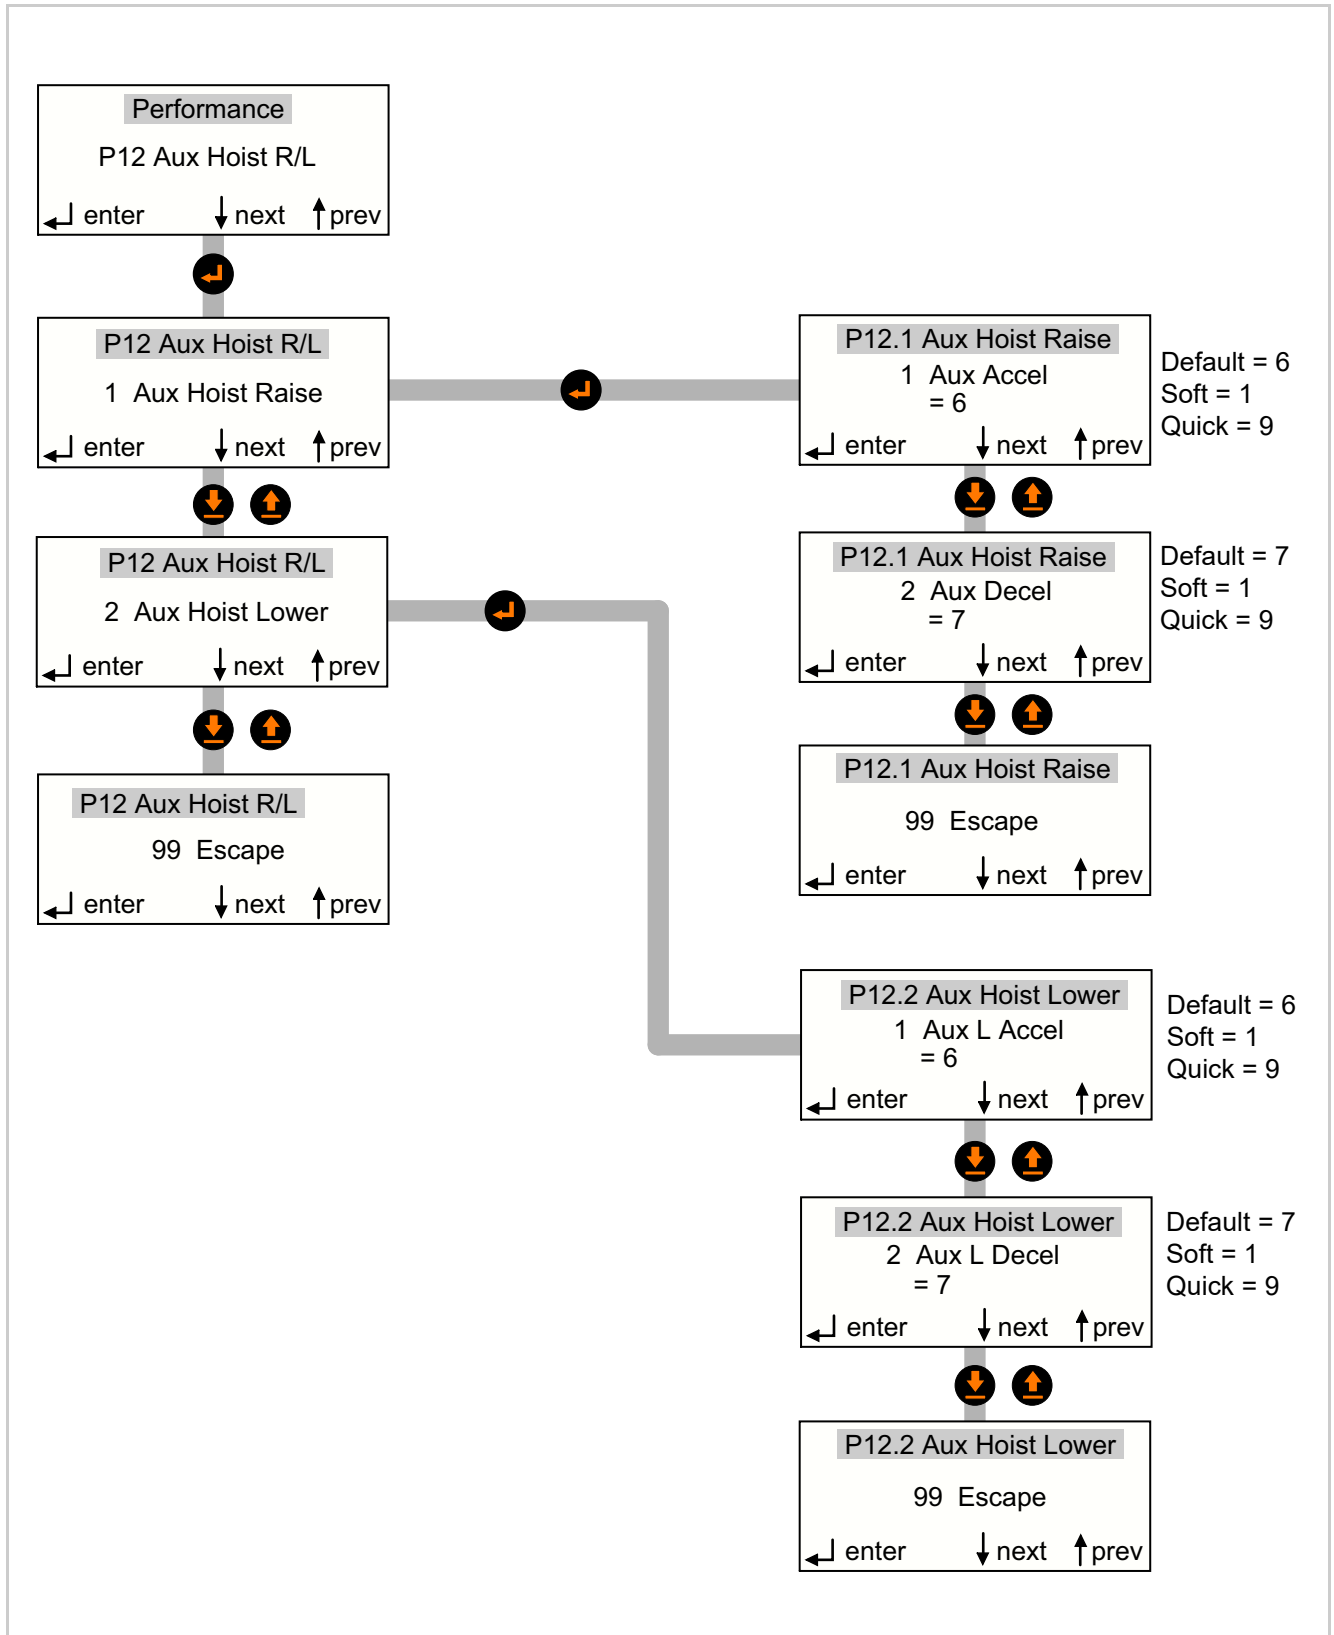 Performance
P12 Aux Hoist R/L
enter next prev
P12 Aux Hoist R/L
1 Aux Hoist Raise
enter next prev
P12 Aux Hoist R/L
2 Aux Hoist Lower
enter next prev
P12 Aux Hoist R/L
99 Escape
enter next prev
P12.1 Aux Hoist Raise
1 Aux Accel
= 6
enter next prev
Default = 6
Soft = 1
Quick = 9
P12.1 Aux Hoist Raise
2 Aux Decel
= 7
enter next prev
Default = 7
Soft = 1
Quick = 9
P12.1 Aux Hoist Raise
99 Escape
enter next prev
P12.2 Aux Hoist Lower
1 Aux L Accel
= 6
enter next prev
Default = 6
Soft = 1
Quick = 9
P12.2 Aux Hoist Lower
2 Aux L Decel
= 7
enter next prev
Default = 7
Soft = 1
Quick = 9
P12.2 Aux Hoist Lower
99 Escape
enter next prev